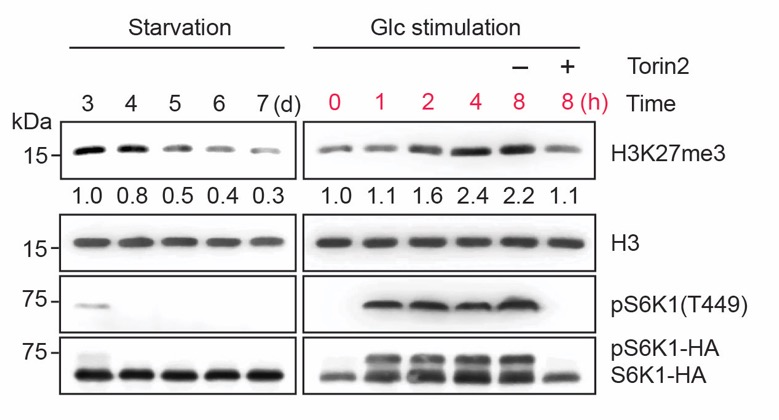 Starvation Glc stimulation
− + Torin2
3 4 5 6 7 (d) 0 1 2 4 8 8 (h) Time
kDa
15 H3K27me3
1.0 0.8 0.5 0.4 0.3 1.0 1.1 1.6 2.4 2.2 1.1
15 H3
75 pS6K1(T449)
75 pS6K1-HA
S6K1-HA